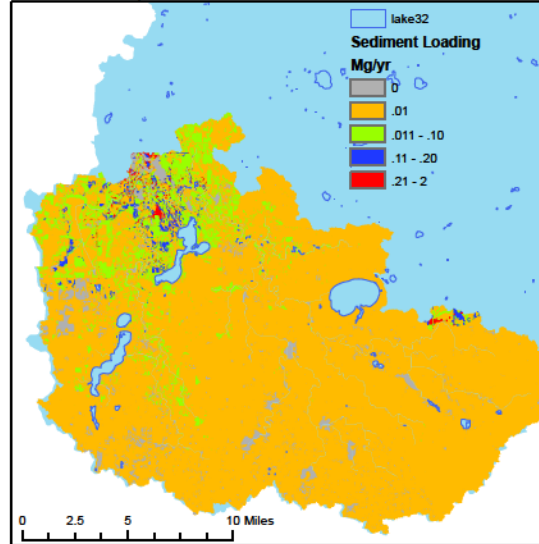 lake32
Sediment Loading
Mg/yr
0
.01
.011 - .10
.11 - .20
.21 - 2
0 2.5 5 10 Miles